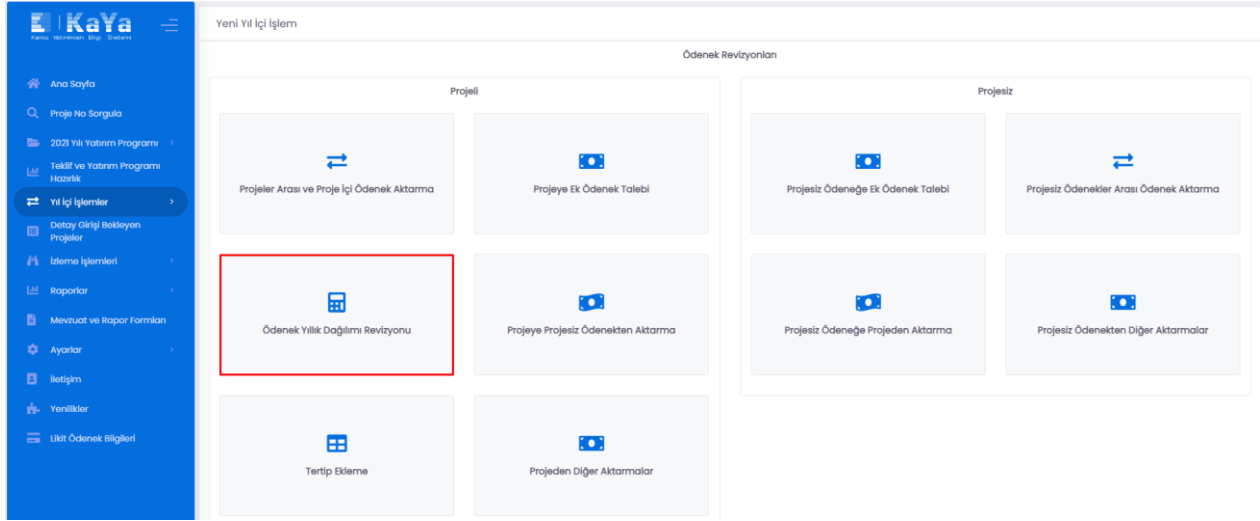 KaYa
Kamu Yatırımları Bilgi Sistemi
Ana Sayfa
Proje No Sorgula
2021 Yılı Yatırım Programı
Teklif ve Yatırım Programı
Hazırlık
Yıl İçi İşlemler
Detay Girişi Bekleyen
Projeler
İzleme İşlemleri
Raporlar
Mevzuat ve Rapor Formları
Ayarlar
İletişim
Yenilikler
Likit Ödenek Bilgileri
Yeni Yıl İçi İşlem
Ödenek Revizyonları
Projeli
Projeler Arası ve Proje İçi Ödenek Aktarma
Projeye Ek Ödenek Talebi
Ödenek Yıllık Dağılımı Revizyonu
Projeye Projesiz Ödenekten Aktarma
Tertip Ekleme
Projeden Diğer Aktarmalar
Projesiz
Projesiz Ödeneğe Ek Ödenek Talebi
Projesiz Ödenekler Arası Ödenek Aktarma
Projesiz Ödeneğe Projeden Aktarma
Projesiz Ödenekten Diğer Aktarmalar